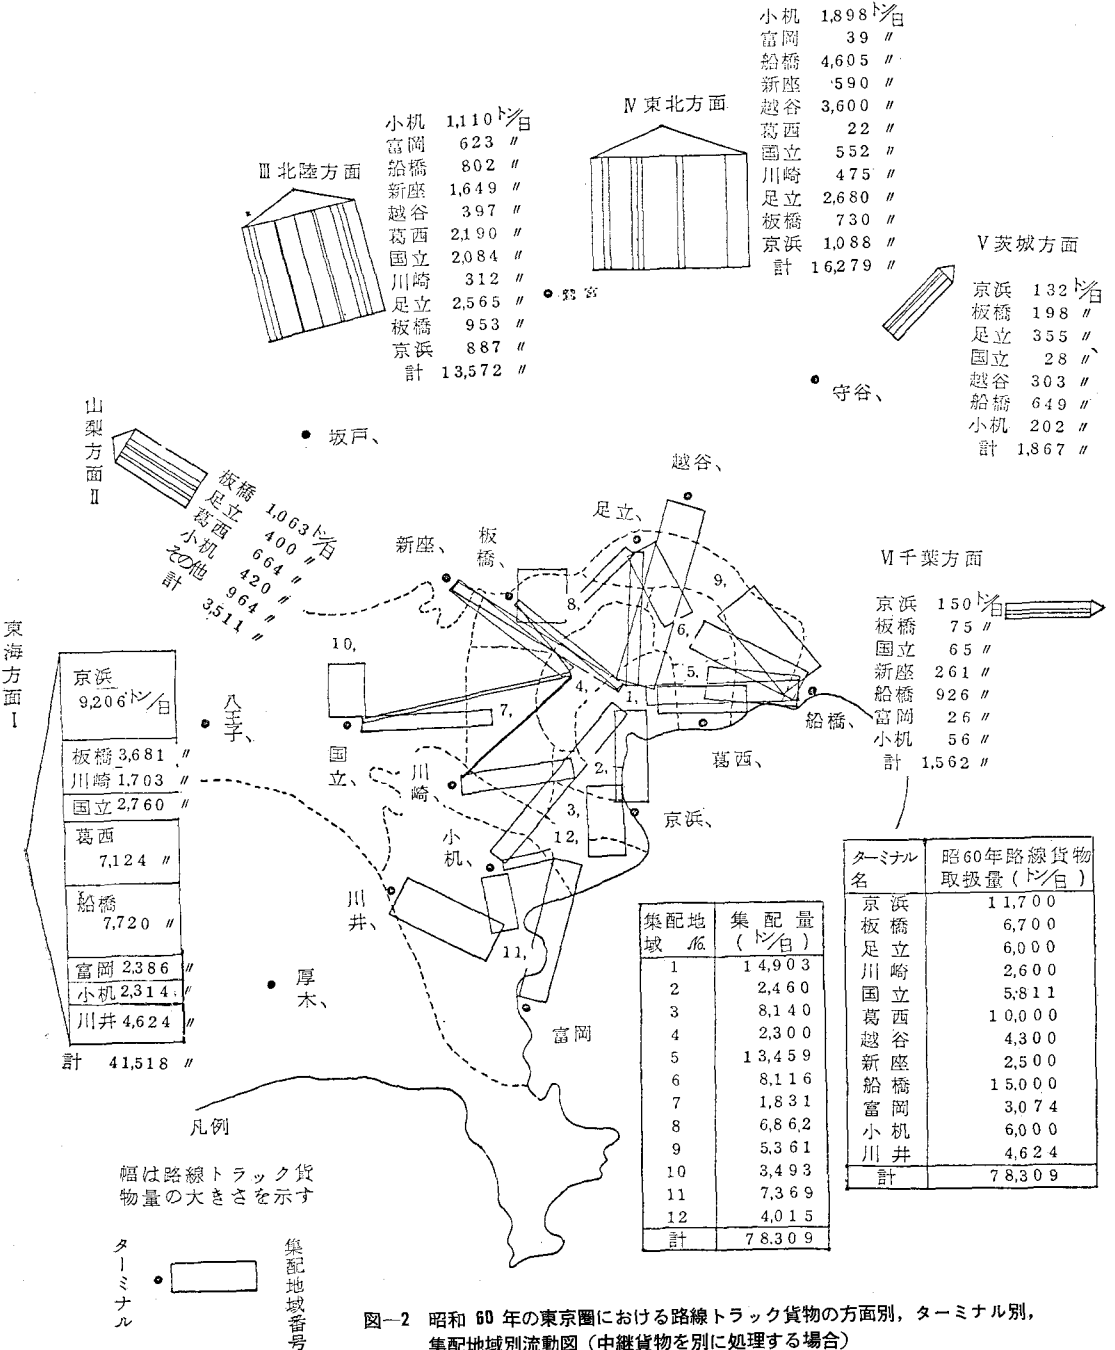 小机 1,898 トン/日
富岡 39 〃
船橋 4,605 〃
新座 590 〃
越谷 3,600 〃
葛西 22 〃
国立 552 〃
川崎 475 〃
足立 2,680 〃
板橋 730 〃
京浜 1,088 〃
計 16,279 〃
Ⅳ 東北方面
小机 1,110 トン/日
富岡 623 〃
船橋 802 〃
新座 1,649 〃
越谷 397 〃
葛西 2,190 〃
国立 2,084 〃
川崎 312 〃
足立 2,565 〃
板橋 953 〃
京浜 887 〃
計 13,572 〃
Ⅲ 北陸方面
鷲宮
Ⅴ 茨城方面
京浜 132 トン/日
板橋 198 〃
足立 355 〃
国立 28 〃
越谷 303 〃
船橋 649 〃
小机 202 〃
計 1,867 〃
守谷、
坂戸、
山梨方面Ⅱ
板橋 1,063 トン/日
足立 400 〃
葛西 664 〃
小机 420 〃
その他 964 〃
計 3,511 〃
越谷、
足立、
新座、
板橋、
9,
8,
6,
5,
4,
1,
10,
7,
2,
3,
12,
11,
Ⅵ 千葉方面
京浜 150 トン/日
板橋 75 〃
国立 65 〃
新座 261 〃
船橋 926 〃
富岡 26 〃
小机 56 〃
計 1,562 〃
東海方面Ⅰ
京浜
9,206 トン/日
板橋 3,681 〃
川崎 1,703 〃
国立 2,760 〃
葛西
7,124 〃
船橋
7,720 〃
富岡 2,386 〃
小机 2,314 〃
川井 4,624 〃
計 41,518 〃
八王子、
国立、
川崎、
船橋、
葛西、
京浜、
小机、
川井、
厚木、
富岡
集配地域 № 集配量 (トン/日)
1 14,903
2 2,460
3 8,140
4 2,300
5 13,459
6 8,116
7 1,831
8 6,862
9 5,361
10 3,493
11 7,369
12 4,015
計 78.309
ターミナル名 昭60年路線貨物取扱量(トン/日)
京浜 11,700
板橋 6,700
足立 6,000
川崎 2,600
国立 5,811
葛西 10,000
越谷 4,300
新座 2,500
船橋 15,000
富岡 3,074
小机 6,000
川井 4,624
計 78,309
凡例
幅は路線トラック貨
物量の大きさを示す
ターミナル
集配地域番号
図―2 昭和 60 年の東京圏における路線トラック貨物の方面別，ターミナル別，
集配地域別流動図（中継貨物を別に処理する場合）